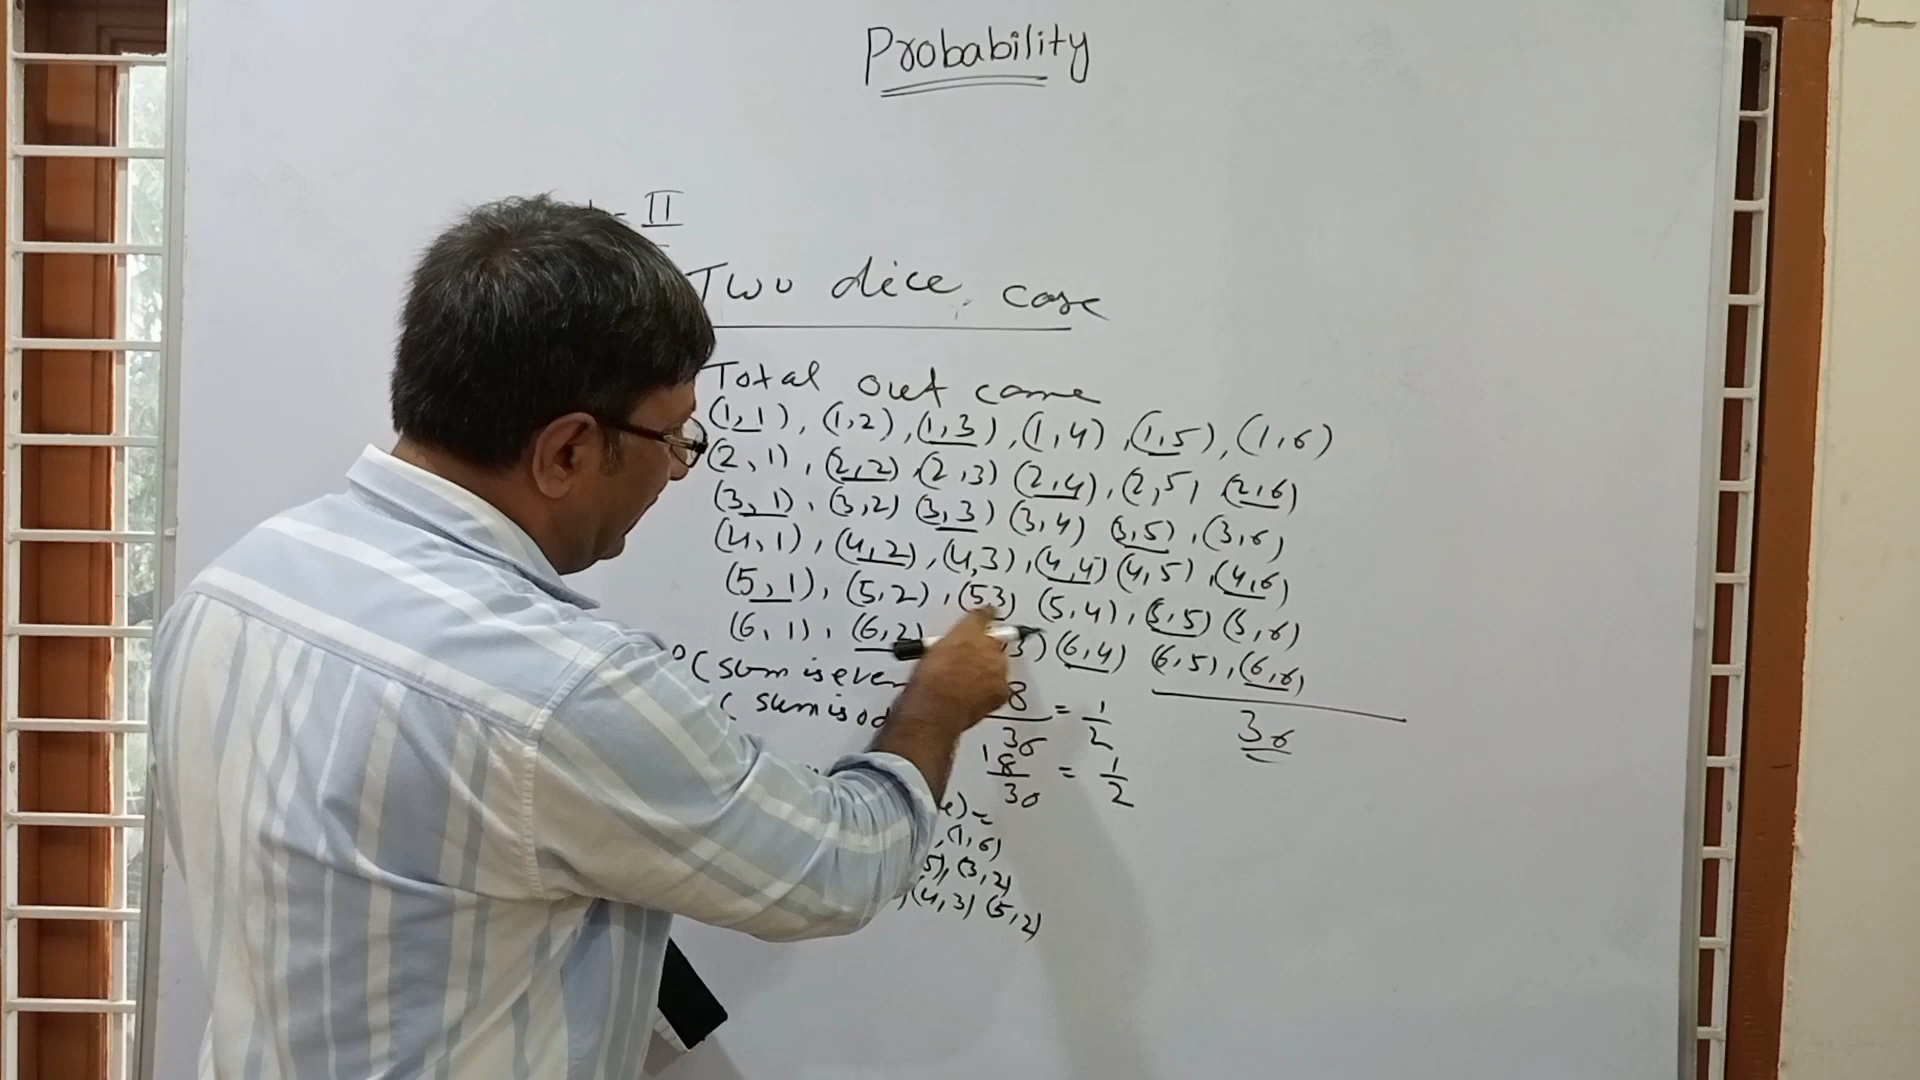 Probability
II
Two dice case
Total out come
(1,1), (1,2), (1,3), (1,4), (1,5), (1,6)
(2,1), (2,2), (2,3) (2,4), (2,5) (2,6)
(3,1), (3,2) (3,3) (3,4) (3,5), (3,6)
(4,1), (4,2), (4,3), (4,4) (4,5), (4,6)
(5,1), (5,2), (5 3) (5,4), (5,5) (5,6)
(6,1), (6,2) 3) (6,4) (6,5), (6,6)
36
(sum is even 8/36 = 1/2
( sum is od 18/36 = 1/2
) =
, (1,6)
5), (3,2)
, (4,3) (5,2)